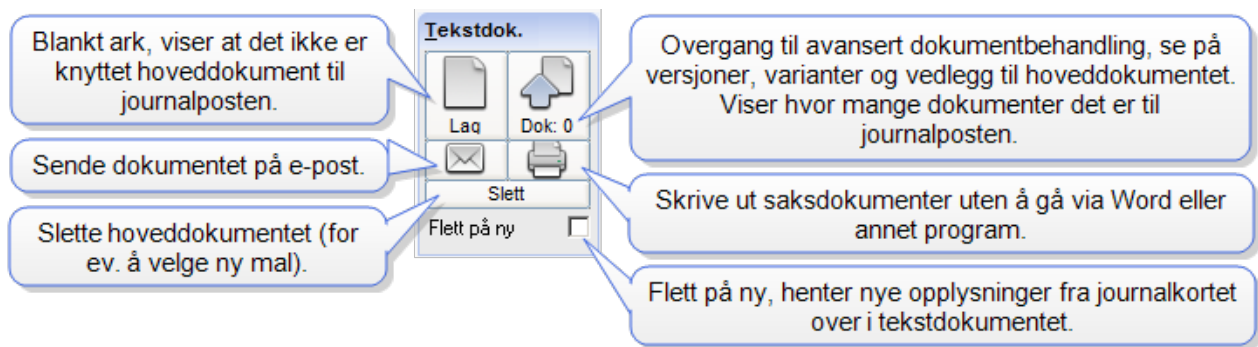 Blankt ark, viser at det ikke er
knyttet hoveddokument til
journalposten.
Sende dokumentet på e-post.
Slette hoveddokumentet (for
ev. å velge ny mal).
Tekstdok.
Lag
Dok: 0
Slett
Flett på ny
Overgang til avansert dokumentbehandling, se på
versjoner, varianter og vedlegg til hoveddokumentet.
Viser hvor mange dokumenter det er til
journalposten.
Skrive ut saksdokumenter uten å gå via Word eller
annet program.
Flett på ny, henter nye opplysninger fra journalkortet
over i tekstdokumentet.